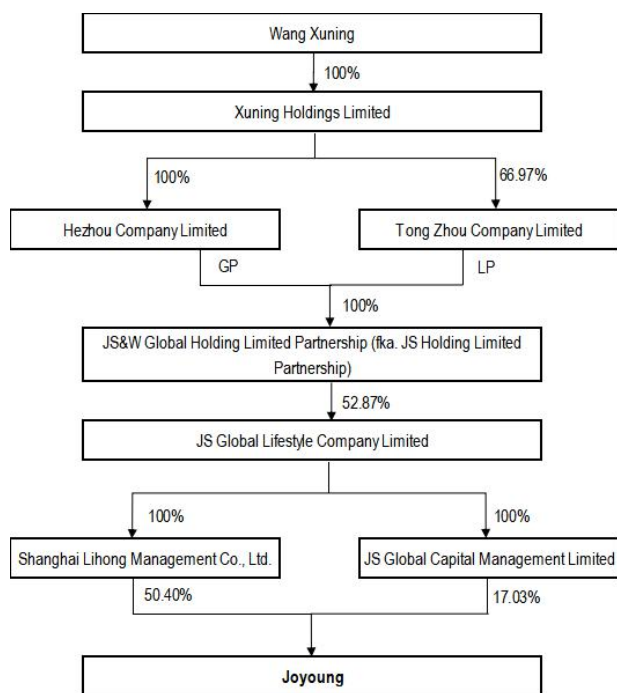 Wang Xuning
100%
Xuning Holdings Limited
100%
66.97%
Hezhou Company Limited
Tong Zhou Company Limited
GP
LP
100%
JS&W Global Holding Limited Partnership (fka. JS Holding Limited
Partnership)
52.87%
JS Global Lifestyle Company Limited
100%
100%
Shanghai Lihong Management Co., Ltd.
JS Global Capital Management Limited
50.40%
17.03%
Joyoung